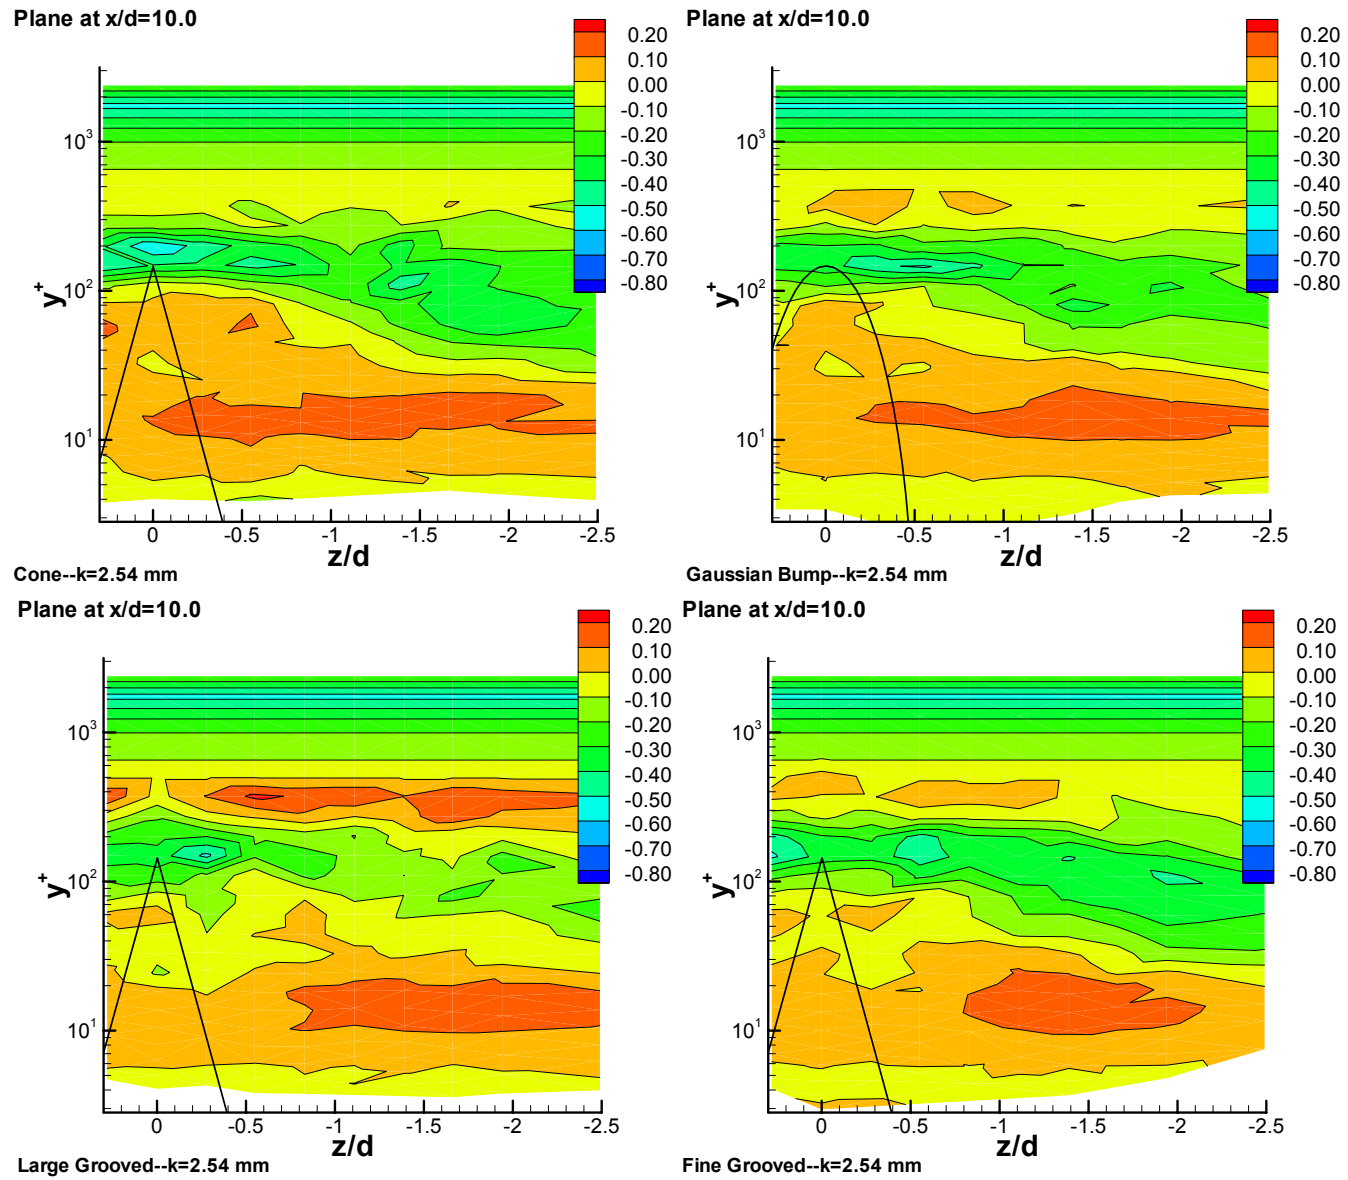 Plane at x/d=10.0
0.20
0.10
0.00
-0.10
-0.20
-0.30
-0.40
-0.50
-0.60
-0.70
-0.80
10³
10²
10¹
y⁺
0 -0.5 -1 -1.5 -2 -2.5
z/d
Cone--k=2.54 mm
Plane at x/d=10.0
0.20
0.10
0.00
-0.10
-0.20
-0.30
-0.40
-0.50
-0.60
-0.70
-0.80
10³
10²
10¹
y⁺
0 -0.5 -1 -1.5 -2 -2.5
z/d
Gaussian Bump--k=2.54 mm
Plane at x/d=10.0
0.20
0.10
0.00
-0.10
-0.20
-0.30
-0.40
-0.50
-0.60
-0.70
-0.80
10³
10²
10¹
y⁺
0 -0.5 -1 -1.5 -2 -2.5
z/d
Large Grooved--k=2.54 mm
Plane at x/d=10.0
0.20
0.10
0.00
-0.10
-0.20
-0.30
-0.40
-0.50
-0.60
-0.70
-0.80
10³
10²
10¹
y⁺
0 -0.5 -1 -1.5 -2 -2.5
z/d
Fine Grooved--k=2.54 mm